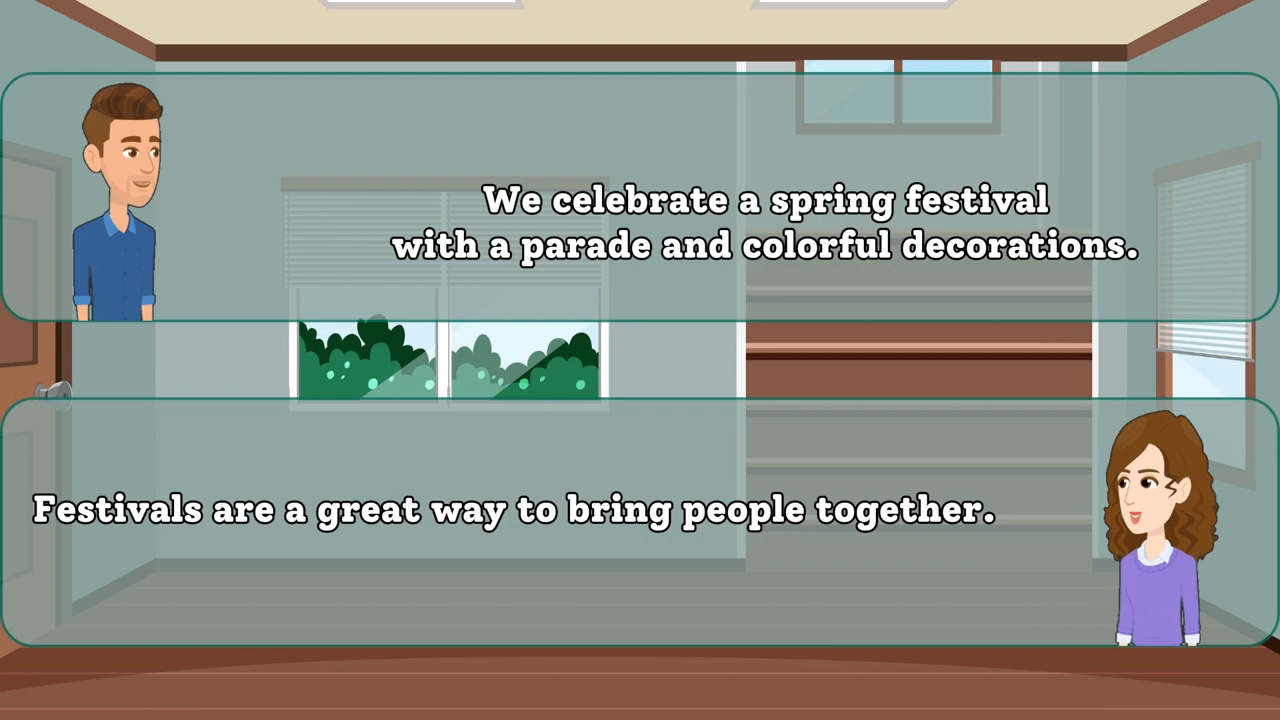 We celebrate a spring festival
with a parade and colorful decorations.
Festivals are a great way to bring people together.